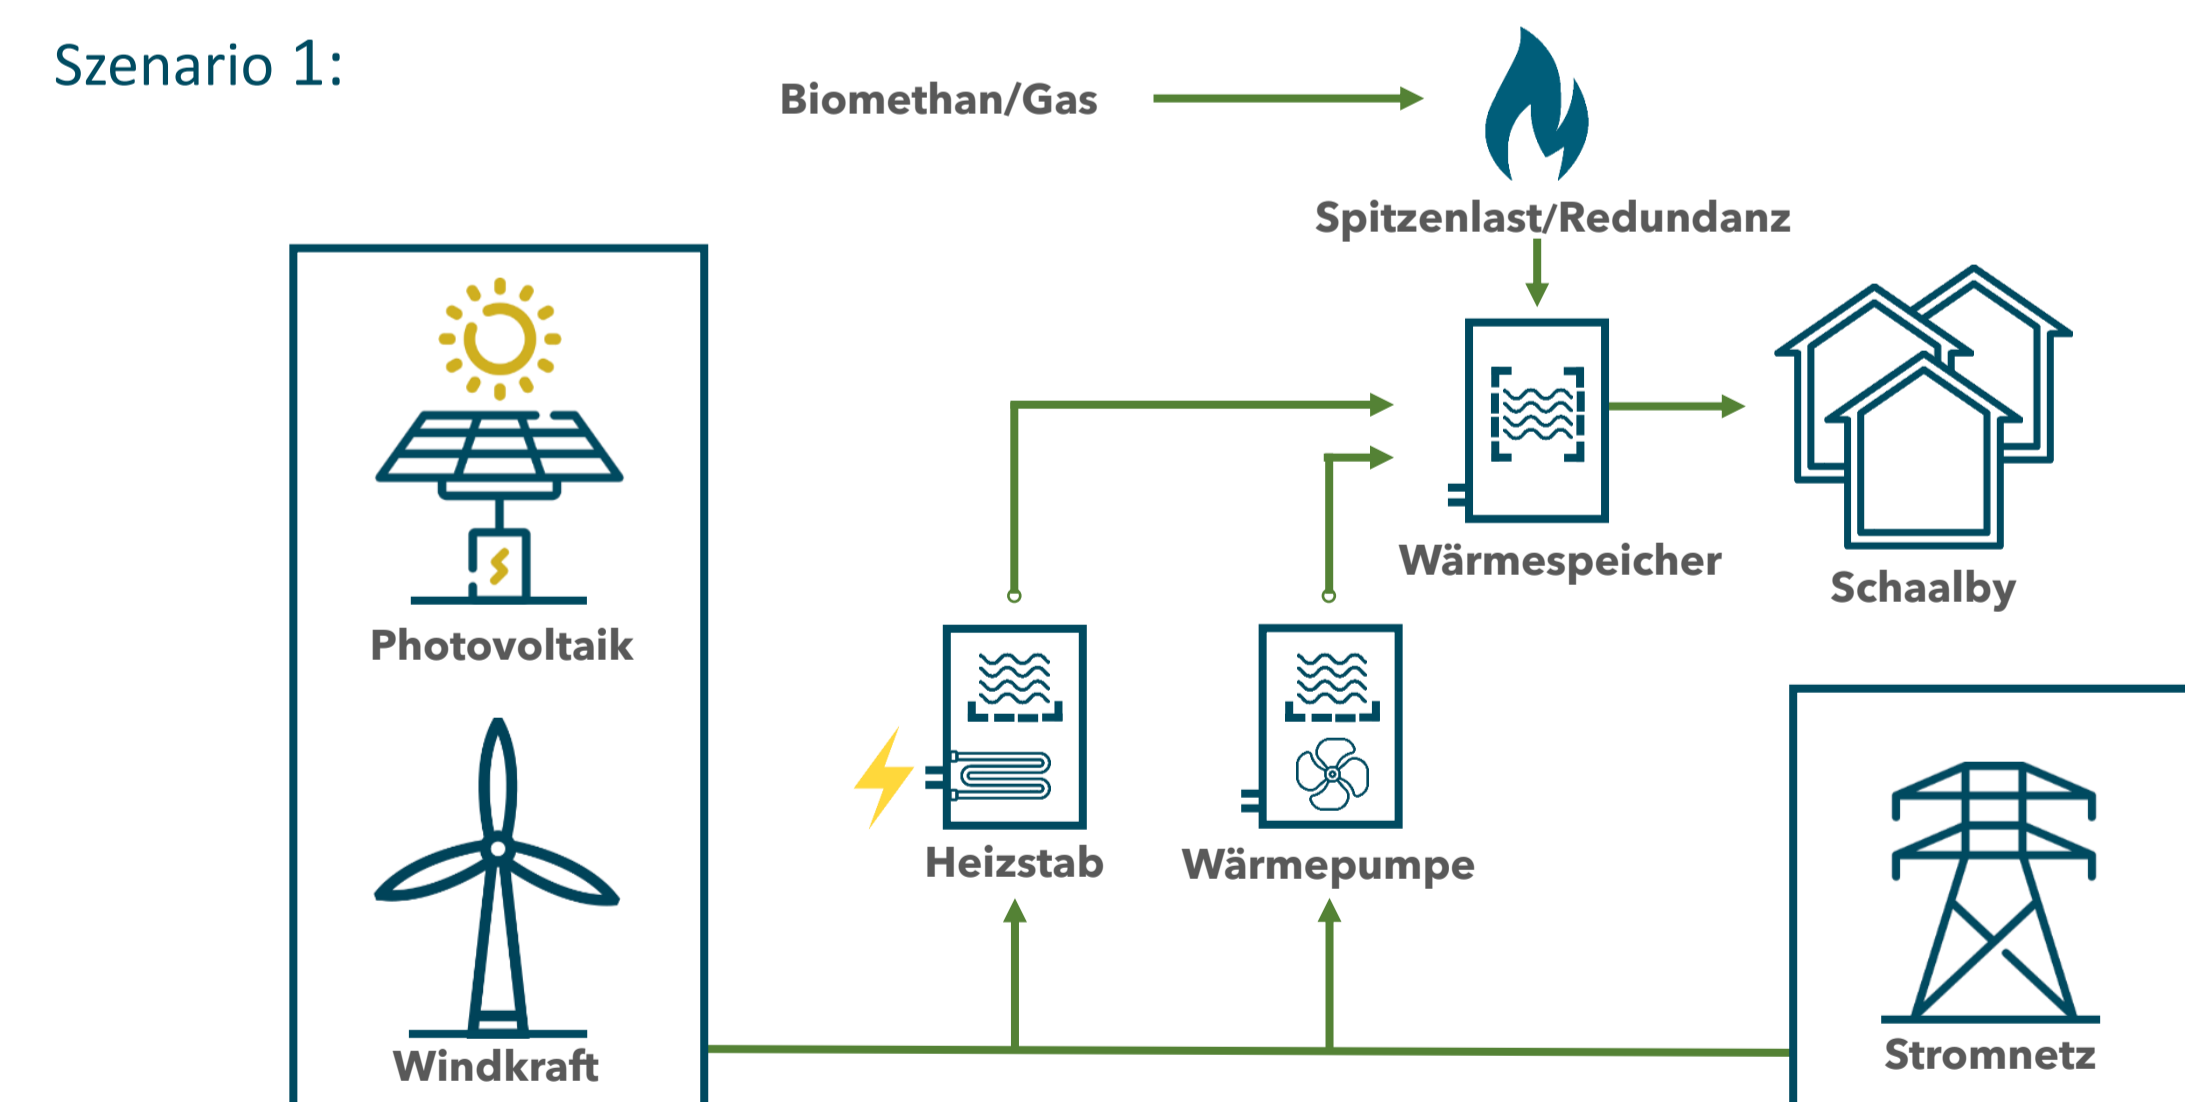 Szenario 1:
Biomethan/Gas
Spitzenlast/Redundanz
Photovoltaik
Wärmespeicher
Schaalby
Heizstab
Wärmepumpe
Windkraft
Stromnetz